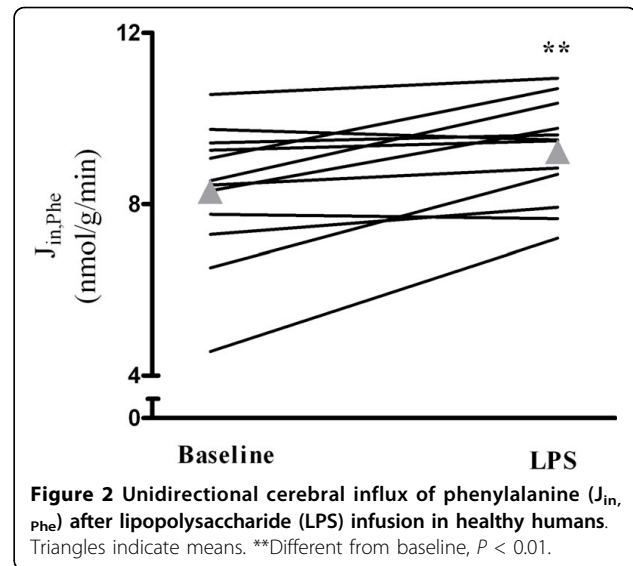 12
**
8
J_in,Phe
(nmol/g/min)
4
0
Baseline
LPS
Figure 2 Unidirectional cerebral influx of phenylalanine (J_in,
Phe) after lipopolysaccharide (LPS) infusion in healthy humans.
Triangles indicate means. **Different from baseline, P < 0.01.